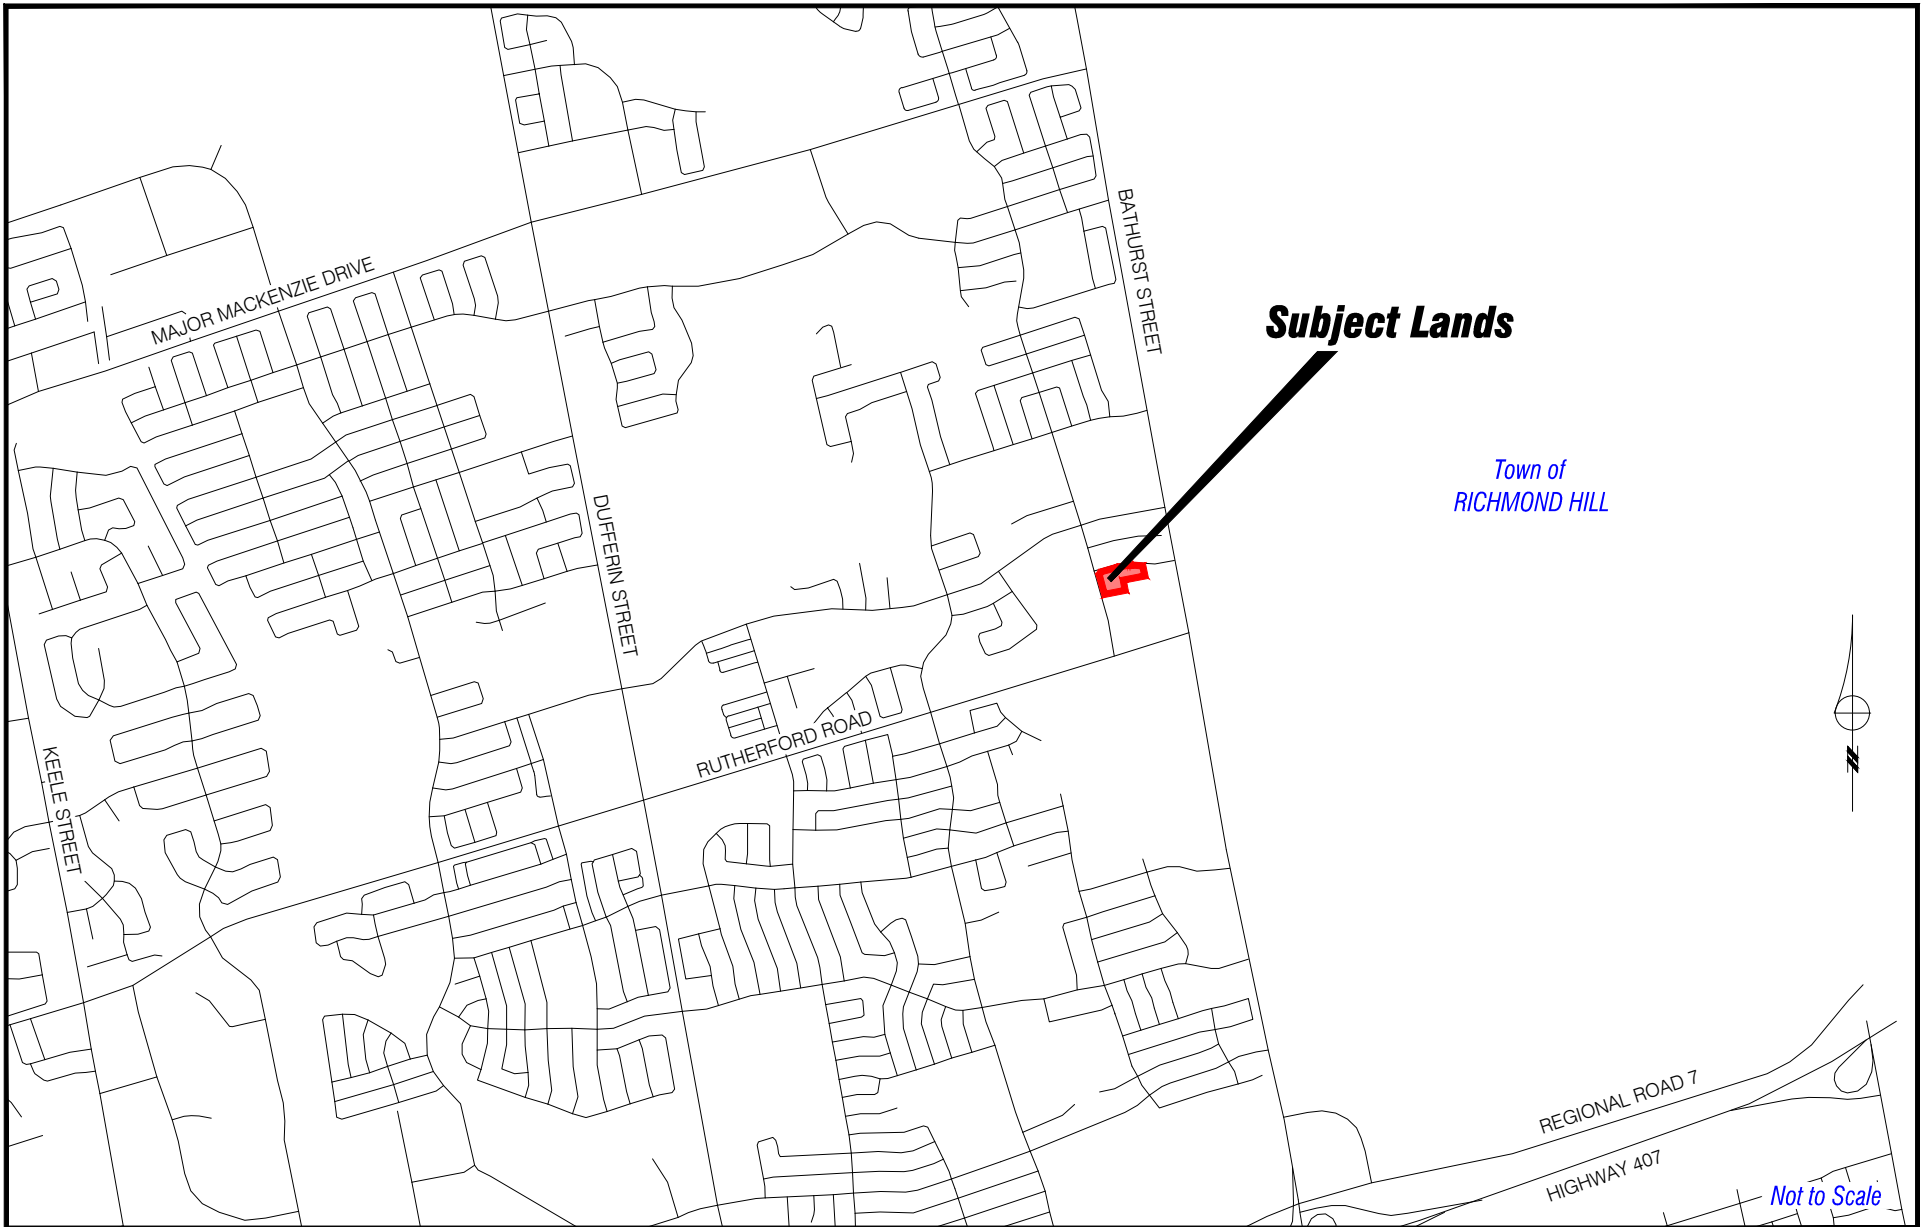 BATHURST STREET
MAJOR MACKENZIE DRIVE
Subject Lands
Town of
RICHMOND HILL
DUFFERIN STREET
RUTHERFORD ROAD
KEELE STREET
N
REGIONAL ROAD 7
HIGHWAY 407
Not to Scale